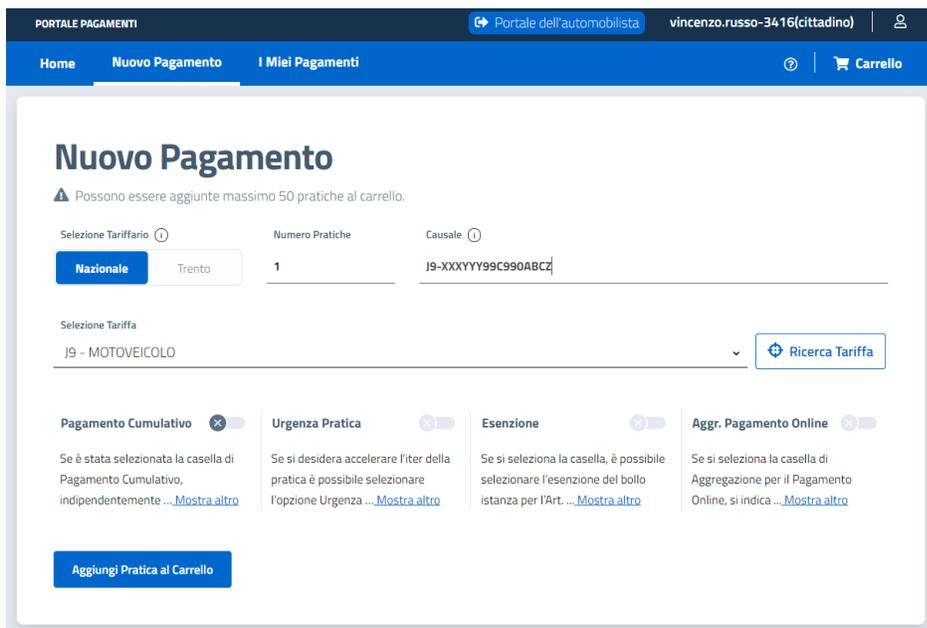 PORTALE PAGAMENTI
Portale dell'automobilista
vincenzo.russo-3416(cittadino)
Home
Nuovo Pagamento
I Miei Pagamenti
Carrello
Nuovo Pagamento
Possono essere aggiunte massimo 50 pratiche al carrello.
Selezione Tariffario
Numero Pratiche
Causale
Nazionale
Trento
1
J9-XXXYYY99C990ABCZ
Selezione Tariffa
J9 - MOTOVEICOLO
Ricerca Tariffa
Pagamento Cumulativo
Se è stata selezionata la casella di
Pagamento Cumulativo,
indipendentemente ... Mostra altro
Urgenza Pratica
Se si desidera accelerare l'iter della
pratica è possibile selezionare
l'opzione Urgenza ... Mostra altro
Esenzione
Se si seleziona la casella, è possibile
selezionare l'esenzione del bollo
istanza per l'Art. ... Mostra altro
Aggr. Pagamento Online
Se si seleziona la casella di
Aggregazione per il Pagamento
Online, si indica ... Mostra altro
Aggiungi Pratica al Carrello